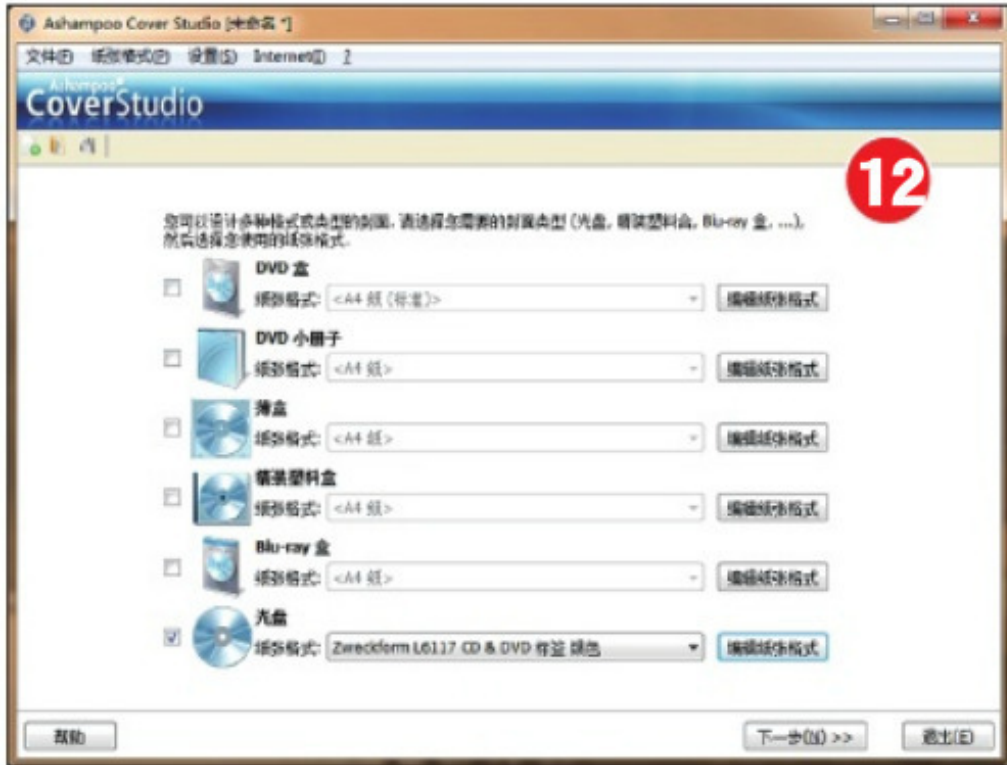 Ashampoo Cover Studio [未命名 *]
文件(F) 纸张格式(P) 设置(S) Internet(I) ?
Ashampoo®
CoverStudio
12
您可以设计多种格式或类型的封面. 请选择您需要的封面类型 (光盘, 精装塑料盒, Blu-ray 盒, ...),
然后选择您使用的纸张格式.
DVD 盒
纸张格式: <A4 纸 (标准)> 编辑纸张格式
DVD 小册子
纸张格式: <A4 纸> 编辑纸张格式
薄盒
纸张格式: <A4 纸> 编辑纸张格式
精装塑料盒
纸张格式: <A4 纸> 编辑纸张格式
Blu-ray 盒
纸张格式: <A4 纸> 编辑纸张格式
光盘
纸张格式: Zweckform L6117 CD & DVD 标签 颜色 编辑纸张格式
帮助 下一步(N) >> 退出(E)